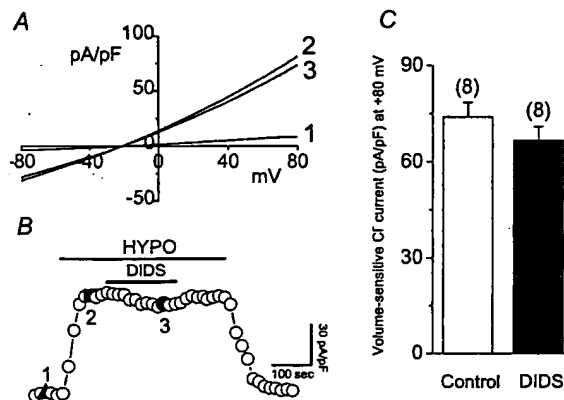 A
pA/pF
100
50
0
-50
-80
-40
0
40
80
mV
2
3
1
B
HYPO
DIDS
1
2
3
30 pA/pF
100 sec
C
Volume-sensitive Cl⁻ current (pA/pF) at +80 mV
90
60
30
0
(8)
(8)
Control
DIDS